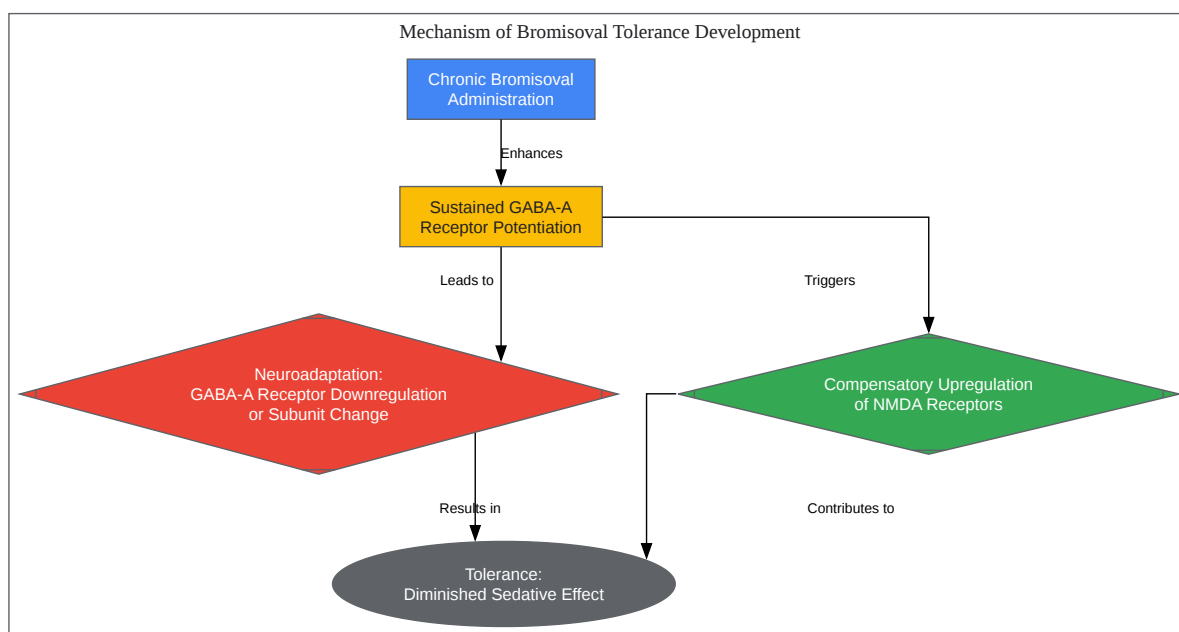 Mechanism of Bromisoval Tolerance Development
Chronic Bromisoval
Administration
Enhances
Sustained GABA-A
Receptor Potentiation
Leads to
Triggers
Neuroadaptation:
GABA-A Receptor Downregulation
or Subunit Change
Compensatory Upregulation
of NMDA Receptors
Results in
Contributes to
Tolerance:
Diminished Sedative Effect